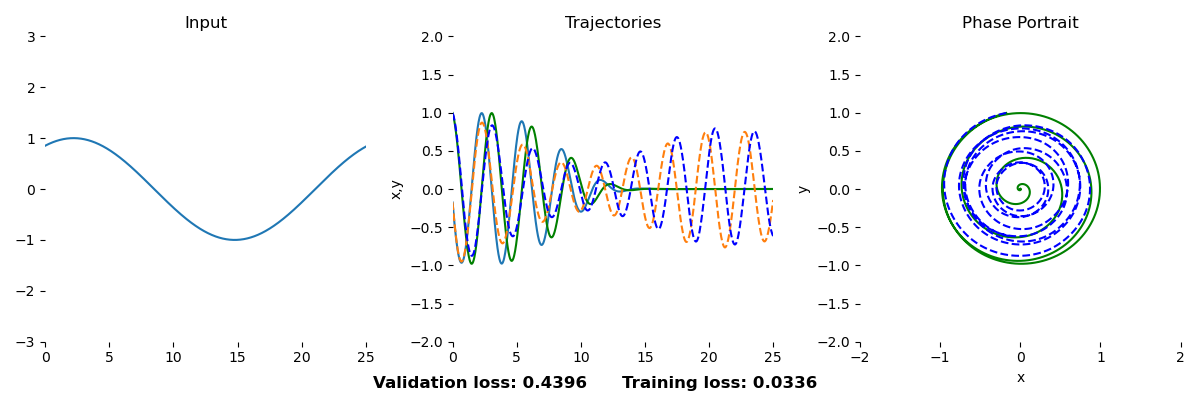 Input
3
2
1
0
−1
−2
−3
0 5 10 15 20 25
Trajectories
x,y
2.0
1.5
1.0
0.5
0.0
−0.5
−1.0
−1.5
−2.0
0 5 10 15 20 25
Phase Portrait
y
2.0
1.5
1.0
0.5
0.0
−0.5
−1.0
−1.5
−2.0
−2 −1 0 1 2
x
Validation loss: 0.4396 Training loss: 0.0336